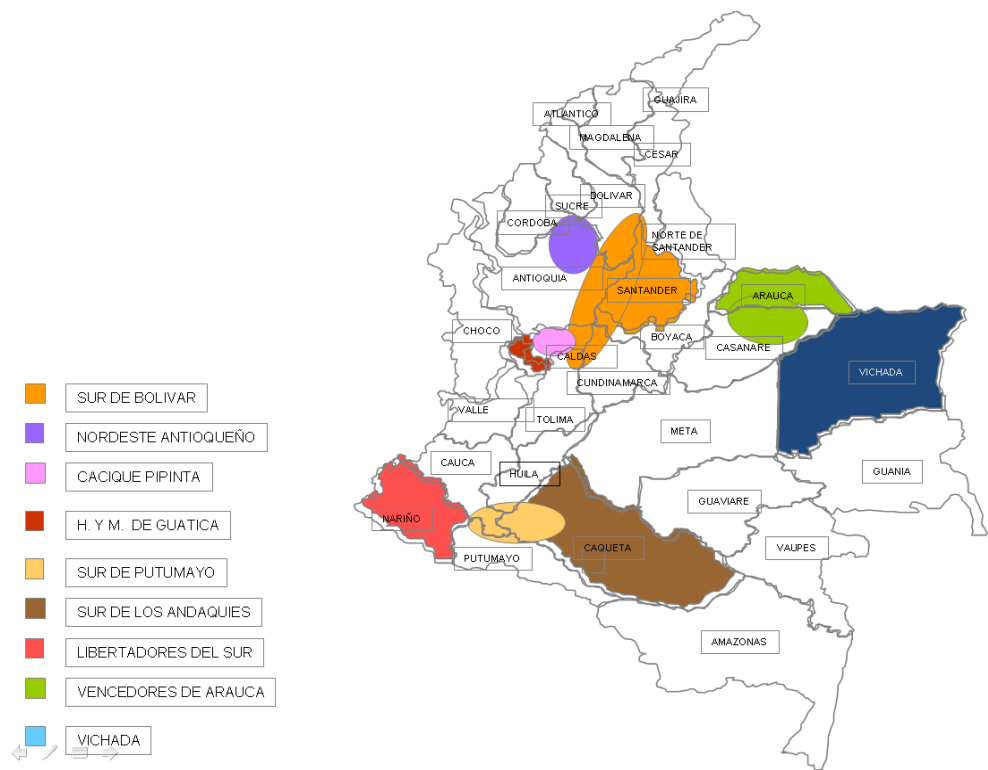 GUAJIRA
ATLANTICO
MAGDALENA
CESAR
BOLIVAR
SUCRE
CORDOBA
NORTE DE
SANTANDER
ANTIOQUIA
SANTANDER
ARAUCA
CHOCO
BOYACA
CASANARE
CALDAS
VICHADA
CUNDINAMARCA
VALLE
TOLIMA
META
CAUCA
HUILA
GUANIA
GUAVIARE
NARIÑO
CAQUETA
VAUPES
PUTUMAYO
AMAZONAS
SUR DE BOLIVAR
NORDESTE ANTIOQUEÑO
CACIQUE PIPINTA
H. Y M. DE GUATICA
SUR DE PUTUMAYO
SUR DE LOS ANDAQUIES
LIBERTADORES DEL SUR
VENCEDORES DE ARAUCA
VICHADA